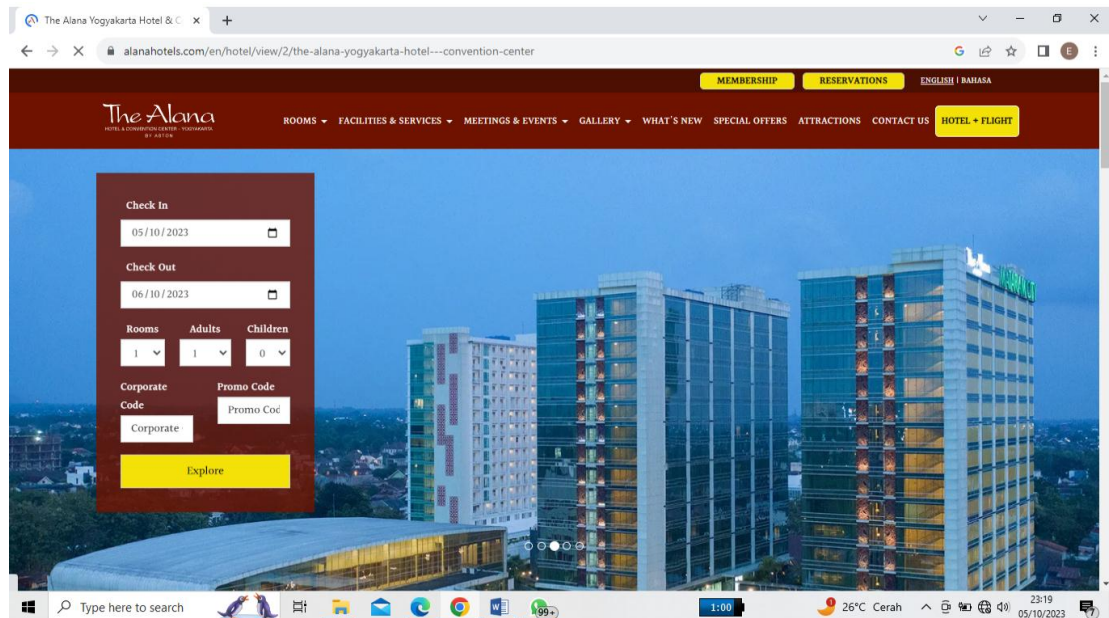 The Alana Yogyakarta Hotel & C
alanahotels.com/en/hotel/view/2/the-alana-yogyakarta-hotel---convention-center
G
E
MEMBERSHIP
RESERVATIONS
ENGLISH | BAHASA
The Alana
HOTEL & CONVENTION CENTER - YOGYAKARTA
BY ASTON
ROOMS FACILITIES & SERVICES MEETINGS & EVENTS GALLERY WHAT'S NEW SPECIAL OFFERS ATTRACTIONS CONTACT US HOTEL + FLIGHT
Check In
05/10/2023
Check Out
06/10/2023
Rooms Adults Children
1 1 0
Corporate Code
Promo Code
Corporate
Promo Cod
Explore
Type here to search
W
99+
1:00
26°C Cerah
23:19
05/10/2023
7